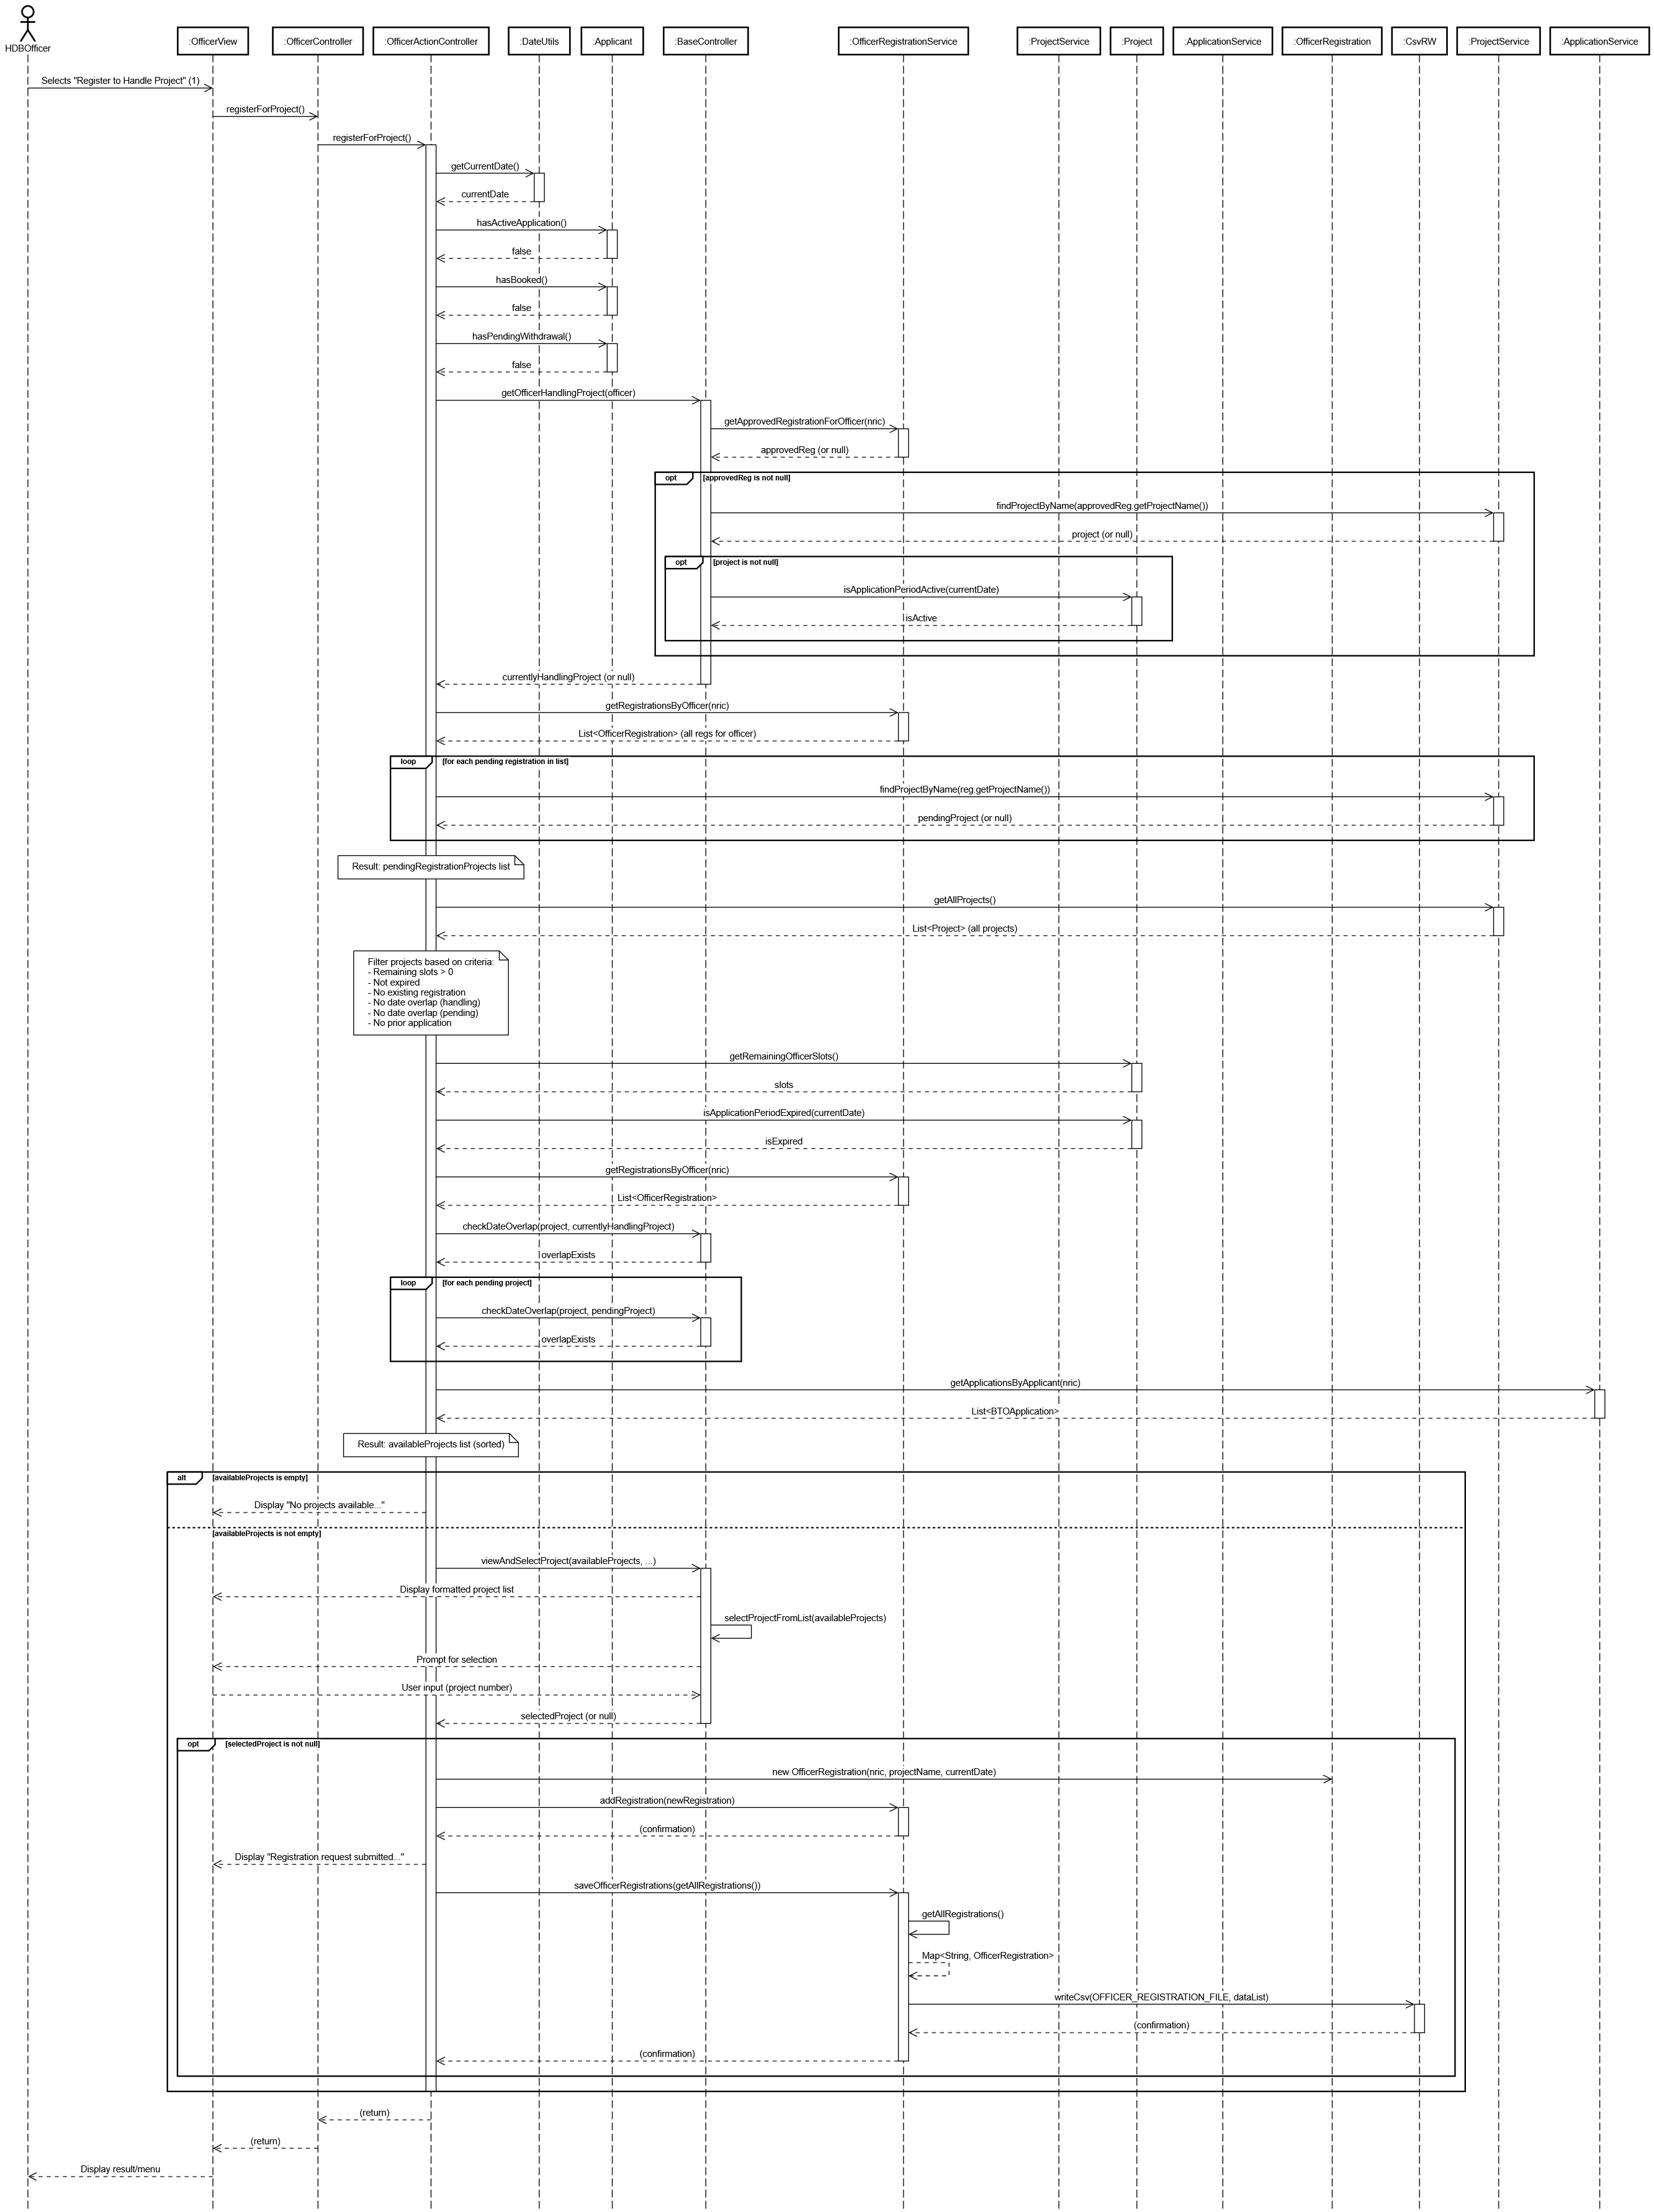 HDBOfficer
:OfficerView
:OfficerController
:OfficerActionController
:DateUtils
:Applicant
:BaseController
:OfficerRegistrationService
:ProjectService
:Project
:ApplicationService
:OfficerRegistration
:CsvRW
:ProjectService
:ApplicationService
Selects "Register to Handle Project" (1)
registerForProject()
registerForProject()
getCurrentDate()
currentDate
hasActiveApplication()
false
hasBooked()
false
hasPendingWithdrawal()
false
getOfficerHandlingProject(officer)
getApprovedRegistrationForOfficer(nric)
approvedReg (or null)
opt
[approvedReg is not null]
findProjectByName(approvedReg.getProjectName())
project (or null)
opt
[project is not null]
isApplicationPeriodActive(currentDate)
isActive
currentlyHandlingProject (or null)
getRegistrationsByOfficer(nric)
List<OfficerRegistration> (all regs for officer)
loop
[for each pending registration in list]
findProjectByName(reg.getProjectName())
pendingProject (or null)
Result: pendingRegistrationProjects list
getAllProjects()
List<Project> (all projects)
Filter projects based on criteria:
- Remaining slots > 0
- Not expired
- No existing registration
- No date overlap (handling)
- No date overlap (pending)
- No prior application
getRemainingOfficerSlots()
slots
isApplicationPeriodExpired(currentDate)
isExpired
getRegistrationsByOfficer(nric)
List<OfficerRegistration>
checkDateOverlap(project, currentlyHandlingProject)
overlapExists
loop
[for each pending project]
checkDateOverlap(project, pendingProject)
overlapExists
getApplicationsByApplicant(nric)
List<BTOApplication>
Result: availableProjects list (sorted)
alt
[availableProjects is empty]
Display "No projects available..."
[availableProjects is not empty]
viewAndSelectProject(availableProjects, ...)
Display formatted project list
selectProjectFromList(availableProjects)
Prompt for selection
User input (project number)
selectedProject (or null)
opt
[selectedProject is not null]
new OfficerRegistration(nric, projectName, currentDate)
addRegistration(newRegistration)
(confirmation)
Display "Registration request submitted..."
saveOfficerRegistrations(getAllRegistrations())
getAllRegistrations()
Map<String, OfficerRegistration>
writeCsv(OFFICER_REGISTRATION_FILE, dataList)
(confirmation)
(confirmation)
(return)
(return)
Display result/menu